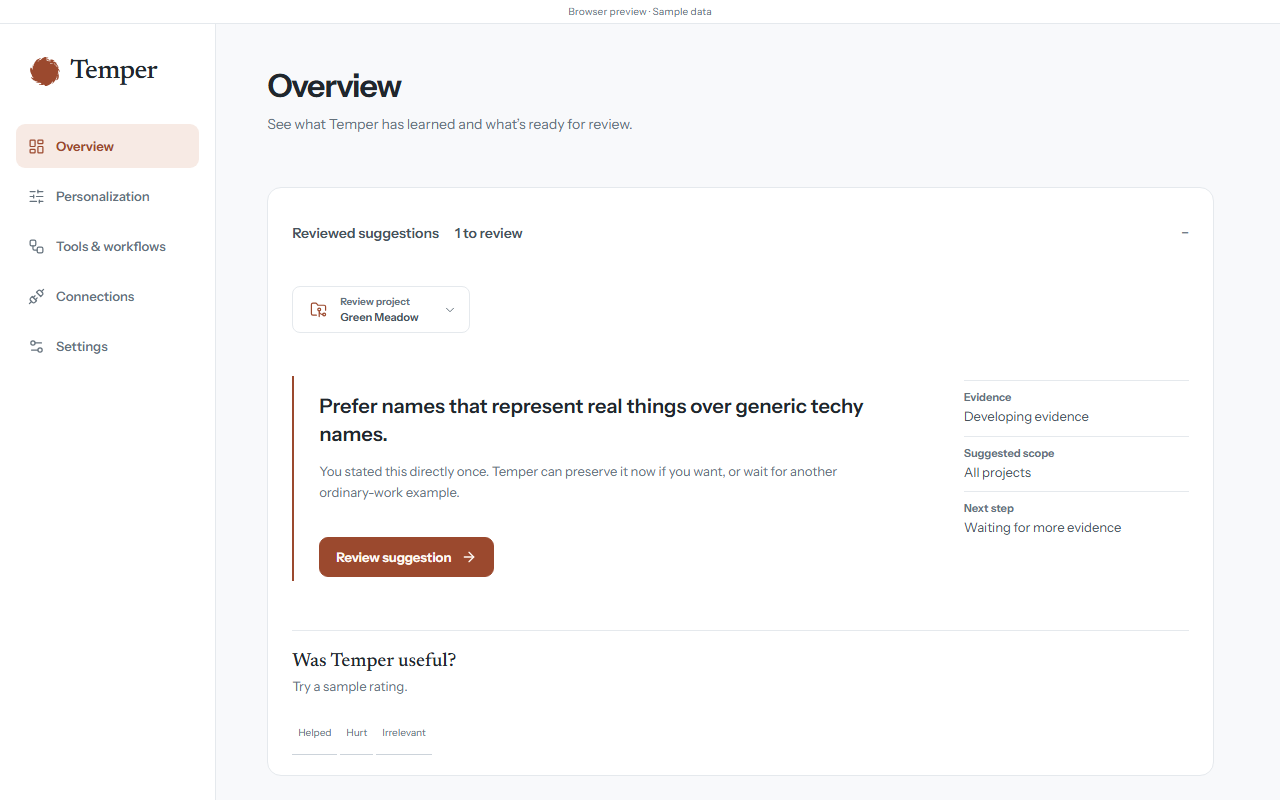 Browser preview · Sample data
Temper
Overview
Personalization
Tools & workflows
Connections
Settings
Overview
See what Temper has learned and what's ready for review.
Reviewed suggestions 1 to review
Review project
Green Meadow
Prefer names that represent real things over generic techy
names.
You stated this directly once. Temper can preserve it now if you want, or wait for another
ordinary-work example.
Review suggestion
Evidence
Developing evidence
Suggested scope
All projects
Next step
Waiting for more evidence
Was Temper useful?
Try a sample rating.
Helped Hurt Irrelevant